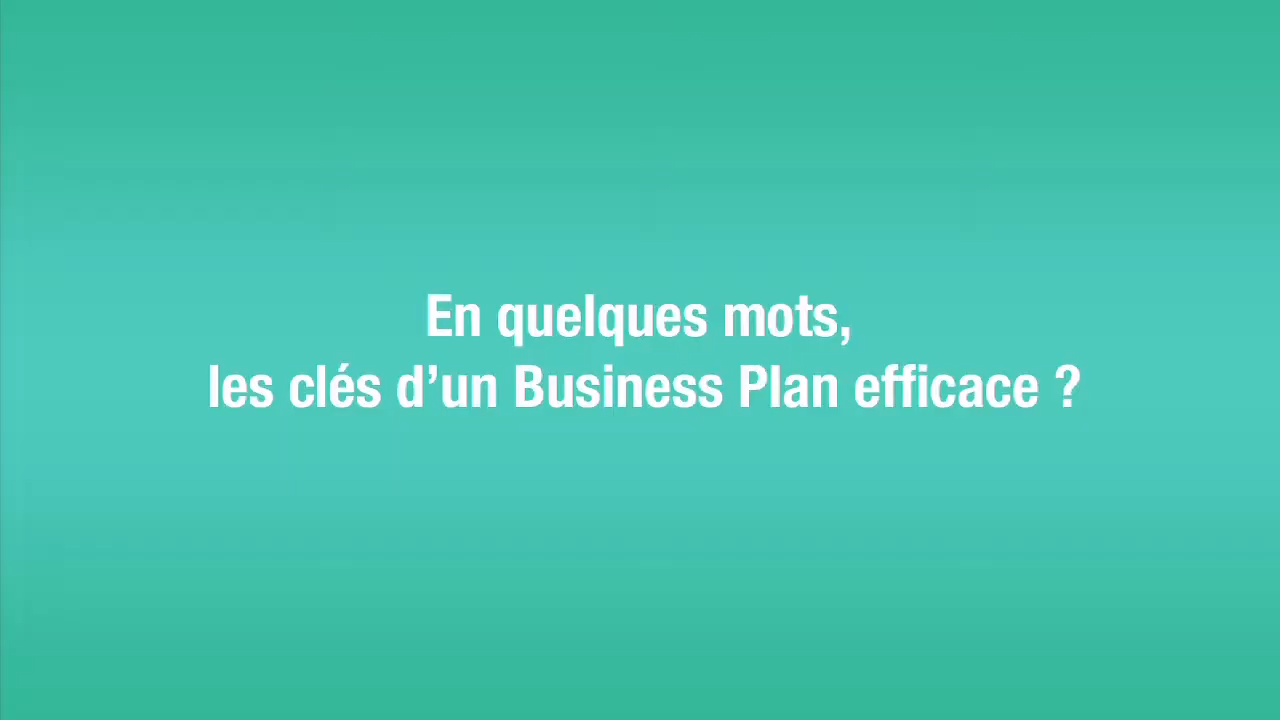 En quelques mots,
les clés d’un Business Plan efficace ?